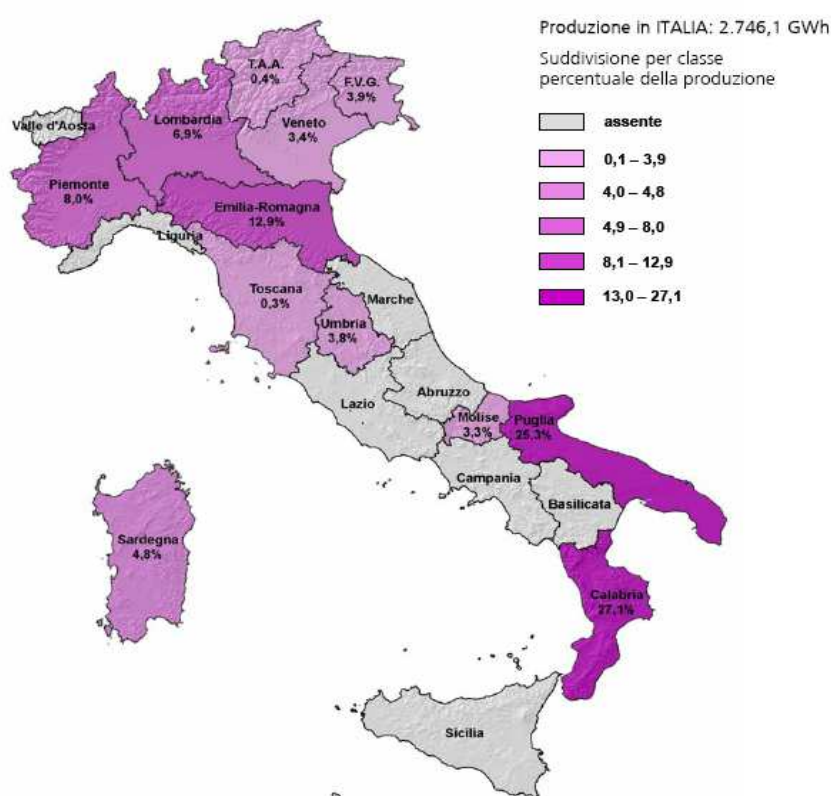 Produzione in ITALIA: 2.746,1 GWh
Suddivisione per classe
percentuale della produzione
assente
0,1 – 3,9
4,0 – 4,8
4,9 – 8,0
8,1 – 12,9
13,0 – 27,1
T.A.A.
0,4%
F.V.G.
3,9%
Valle d'Aosta
Lombardia
6,9%
Veneto
3,4%
Piemonte
8,0%
Emilia-Romagna
12,9%
Liguria
Toscana
0,3%
Marche
Umbria
3,8%
Lazio
Abruzzo
Molise
3,3%
Puglia
25,3%
Campania
Basilicata
Sardegna
4,8%
Calabria
27,1%
Sicilia